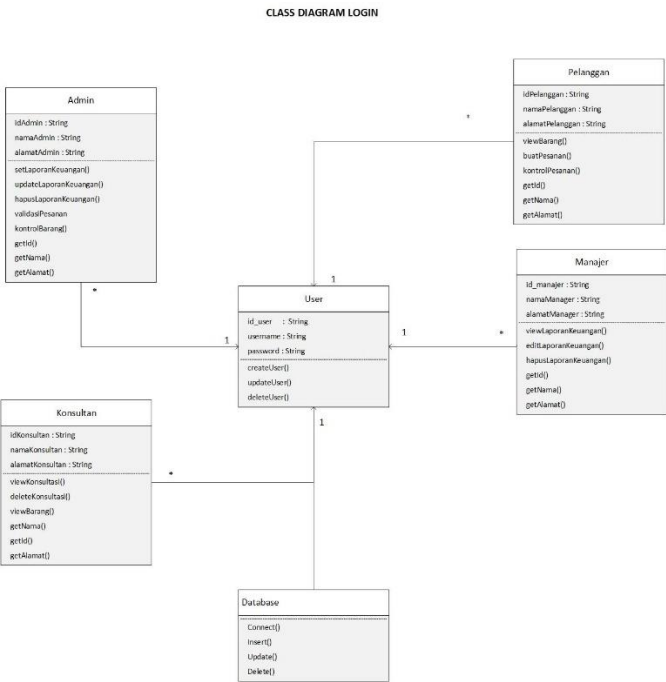 CLASS DIAGRAM LOGIN
Admin
idAdmin : String
namaAdmin : String
alamatAdmin : String
setLaporanKeuangan()
updateLaporanKeuangan()
hapusLaporanKeuangan()
validasiPesanan
kontrolBarang()
getId()
getNama()
getAlamat()
*
1
Pelanggan
idPelanggan : String
namaPelanggan : String
alamatPelanggan : String
viewBarang()
buatPesanan()
kontrolPesanan()
getId()
getNama()
getAlamat()
*
1
User
id_user : String
username : String
password : String
createUser()
updateUser()
deleteUser()
Manajer
id_manajer : String
namaManager : String
alamatManager : String
viewLaporanKeuangan()
editLaporanKeuangan()
hapusLaporanKeuangan()
getId()
getNama()
getAlamat()
1
*
Konsultan
idKonsultan : String
namaKonsultan : String
alamatKonsultan : String
viewKonsultasi()
deleteKonsultasi()
viewBarang()
getNama()
getId()
getAlamat()
*
1
Database
Connect()
Insert()
Update()
Delete()